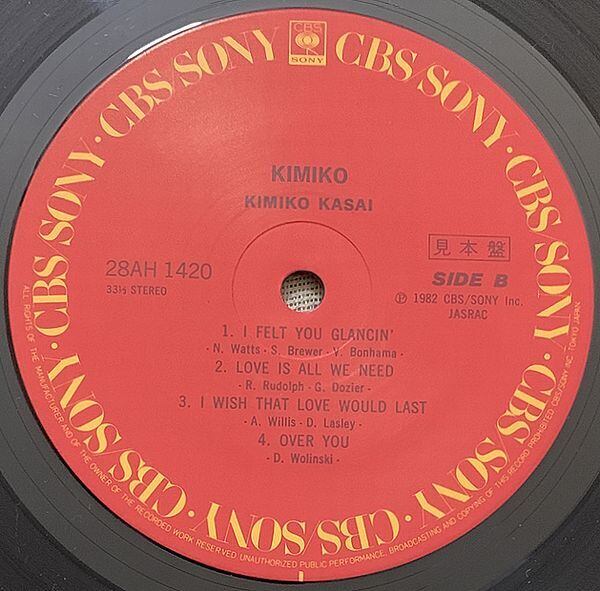 CBS
SONY
CBS/SONY · CBS/SONY · CBS/SONY · CBS/SONY · CBS/SONY · CBS/SONY · CBS/SONY · CBS/SONY
KIMIKO
KIMIKO KASAI
28AH 1420
33⅓ STEREO
見本盤
SIDE B
Ⓟ 1982 CBS/SONY Inc.
JASRAC
1. I FELT YOU GLANCIN'
- N. Watts · S. Brewer · V. Bonhama -
2. LOVE IS ALL WE NEED
- R. Rudolph · G. Dozier -
3. I WISH THAT LOVE WOULD LAST
- A. Willis · D. Lasley -
4. OVER YOU
- D. Wolinski -
ALL RIGHTS OF THE MANUFACTURER AND OF THE OWNER OF THE RECORDED WORK RESERVED UNAUTHORIZED PUBLIC PERFORMANCE, BROADCASTING AND COPYING OF THIS RECORD PROHIBITED CBS/SONY INC. TOKYO JAPAN